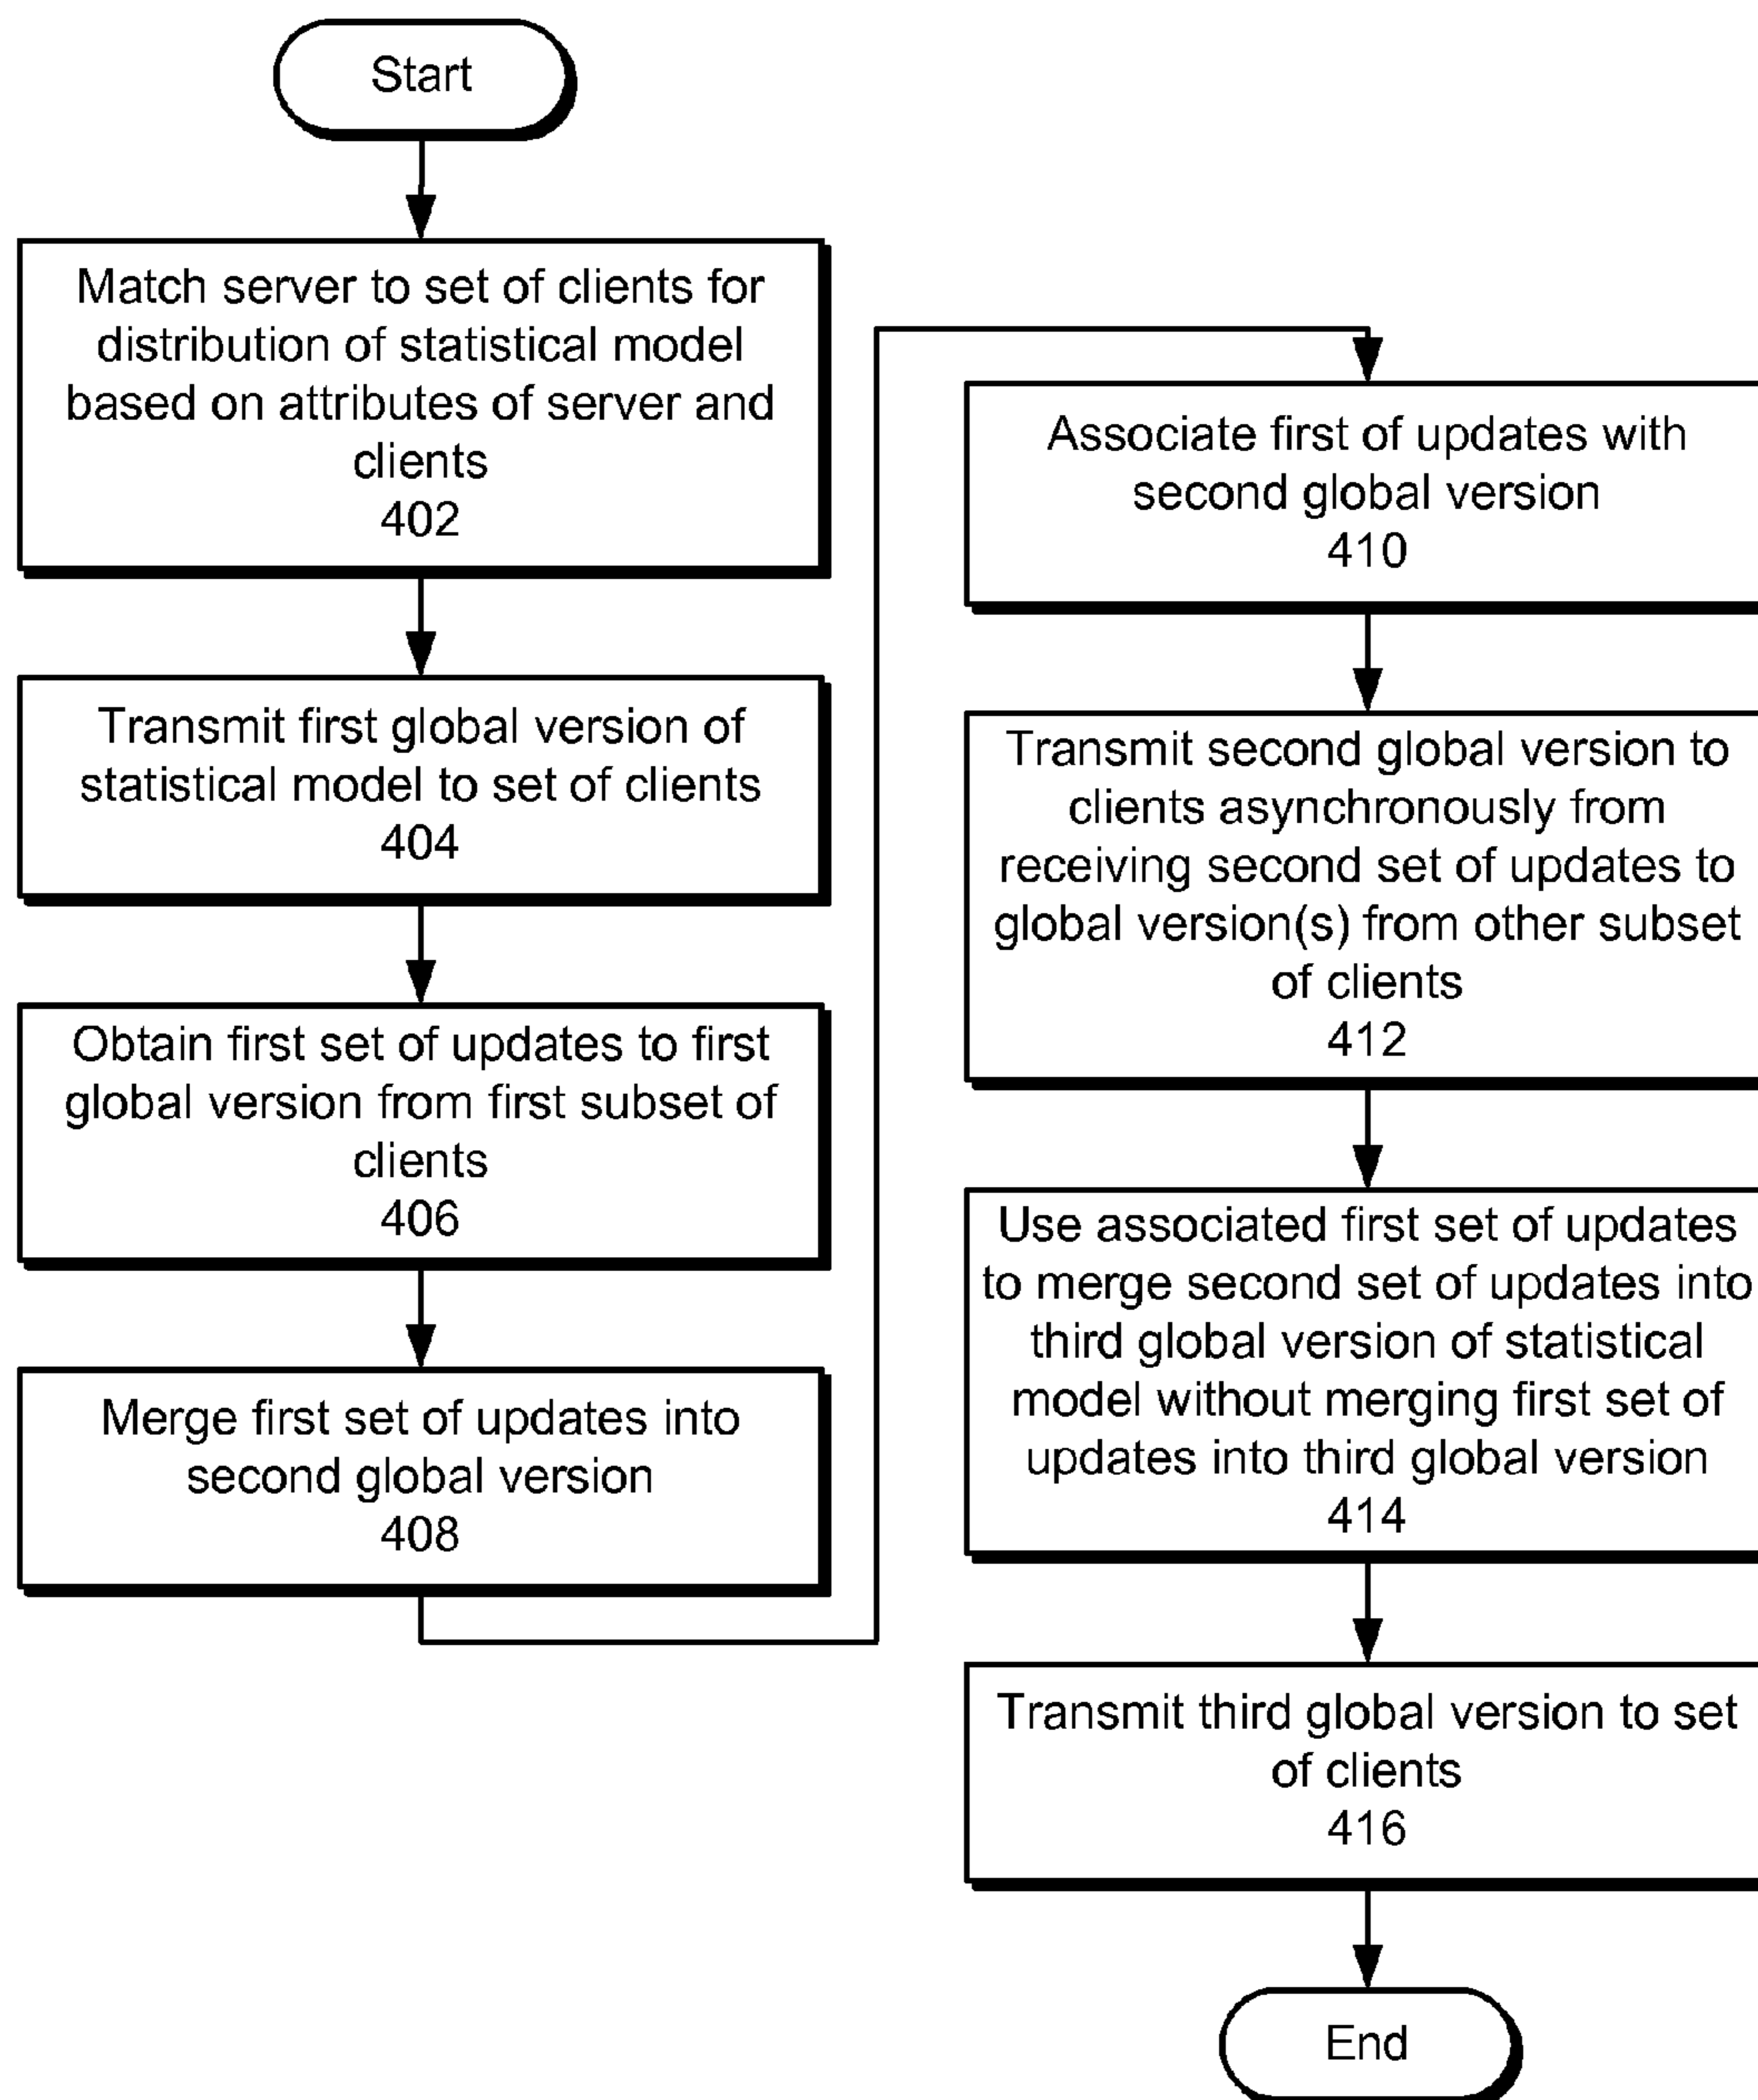 Start
Match server to set of clients for
distribution of statistical model
based on attributes of server and
clients
402
Transmit first global version of
statistical model to set of clients
404
Obtain first set of updates to first
global version from first subset of
clients
406
Merge first set of updates into
second global version
408
Associate first of updates with
second global version
410
Transmit second global version to
clients asynchronously from
receiving second set of updates to
global version(s) from other subset
of clients
412
Use associated first set of updates
to merge second set of updates into
third global version of statistical
model without merging first set of
updates into third global version
414
Transmit third global version to set
of clients
416
End